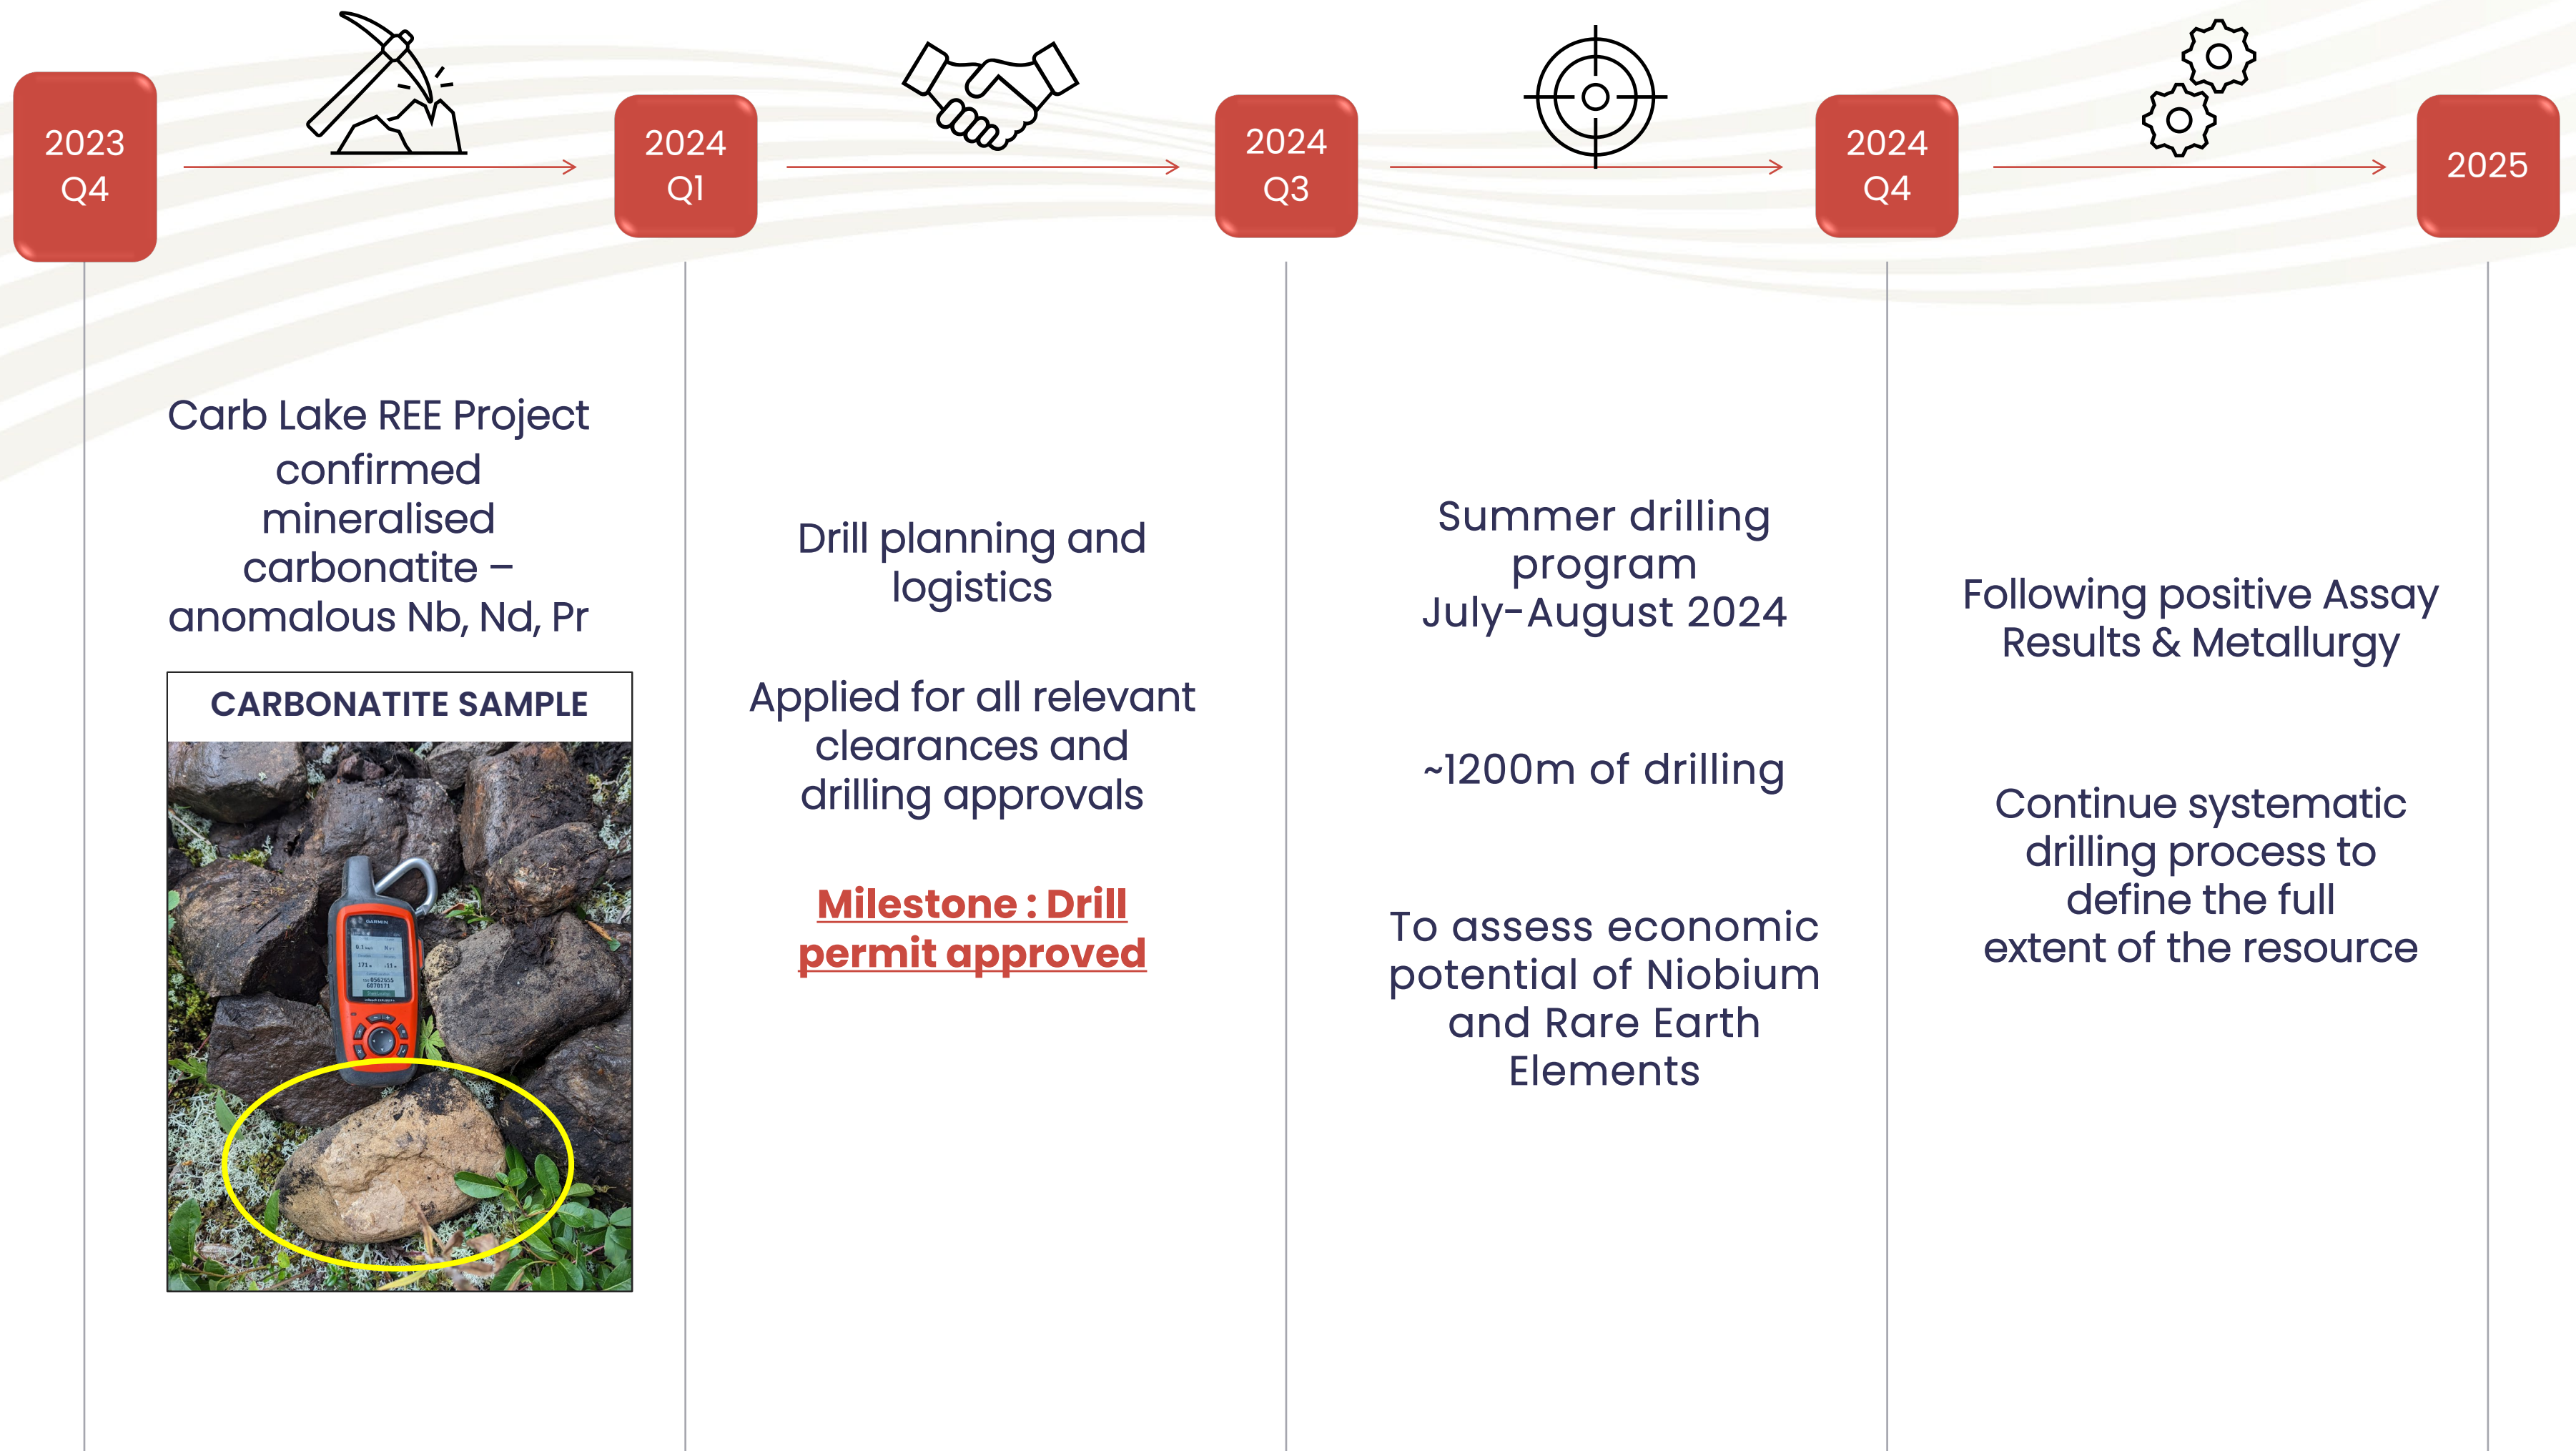 2023
Q4
2024
Q1
2024
Q3
2024
Q4
2025
Carb Lake REE Project
confirmed
mineralised
carbonatite –
anomalous Nb, Nd, Pr
CARBONATITE SAMPLE
GARMIN
Drill planning and
logistics
Applied for all relevant
clearances and
drilling approvals
Milestone : Drill
permit approved
Summer drilling
program
July-August 2024
~1200m of drilling
To assess economic
potential of Niobium
and Rare Earth
Elements
Following positive Assay
Results & Metallurgy
Continue systematic
drilling process to
define the full
extent of the resource